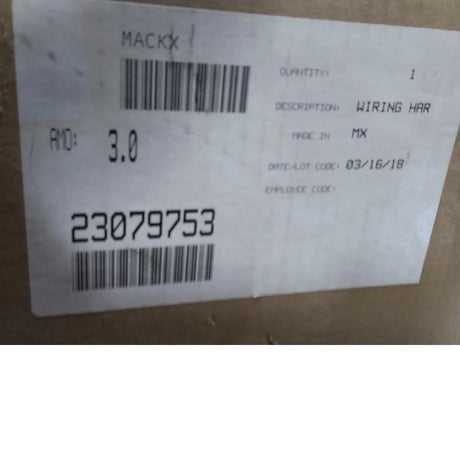 MACKX
QUANTITY: 1
DESCRIPTION: WIRING HAR
MADE IN MX
AMD: 3.0
DATE/LOT CODE: 03/16/18
EMPLOYEE CODE:
23079753